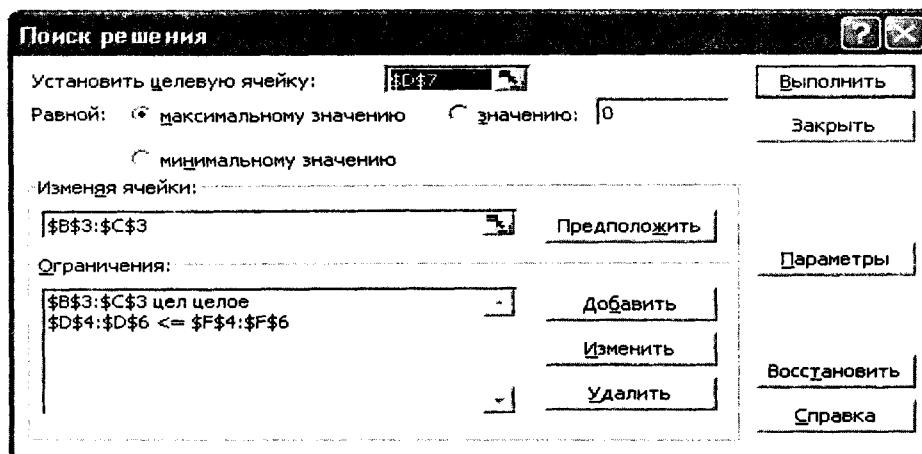 Поиск решения
Установить целевую ячейку: $D$7
Выполнить
Равной: максимальному значению значению: 0
Закрыть
минимальному значению
Изменяя ячейки:
$B$3:$C$3
Предположить
Ограничения:
Параметры
$B$3:$C$3 цел целое
$D$4:$D$6 <= $F$4:$F$6
Добавить
Изменить
Удалить
Восстановить
Справка